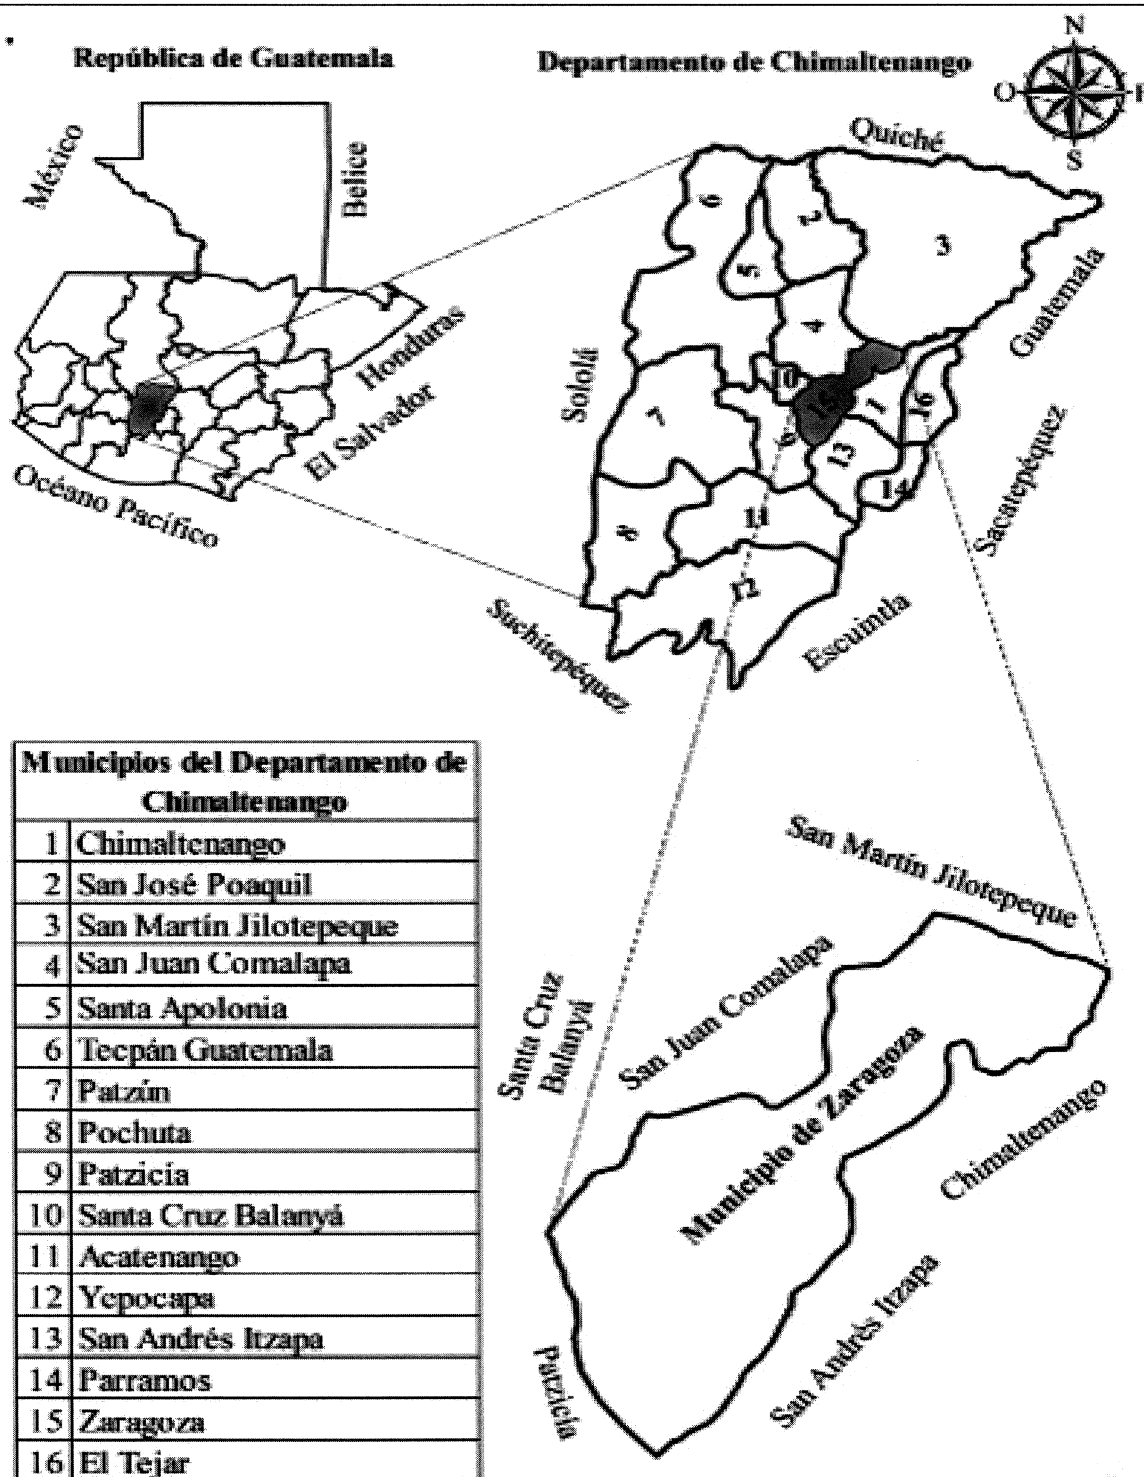 República de Guatemala
Departamento de Chimaltenango
N
O
E
S
México
Belice
Honduras
El Salvador
Océano Pacífico
Quiché
Guatemala
Sololá
Sacatepéquez
Escuintla
Suchitepéquez
6
2
3
5
4
10
15
1
16
7
9
13
14
8
11
12
Municipios del Departamento de
Chimaltenango
1 Chimaltenango
2 San José Poaquil
3 San Martín Jilotepeque
4 San Juan Comalapa
5 Santa Apolonia
6 Tecpán Guatemala
7 Patzún
8 Pochuta
9 Patzicía
10 Santa Cruz Balanyá
11 Acatenango
12 Yepocapa
13 San Andrés Itzapa
14 Parramos
15 Zaragoza
16 El Tejar
San Martín Jilotepeque
San Juan Comalapa
Santa Cruz
Balanyá
Municipio de Zaragoza
Chimaltenango
San Andrés Itzapa
Patzicía